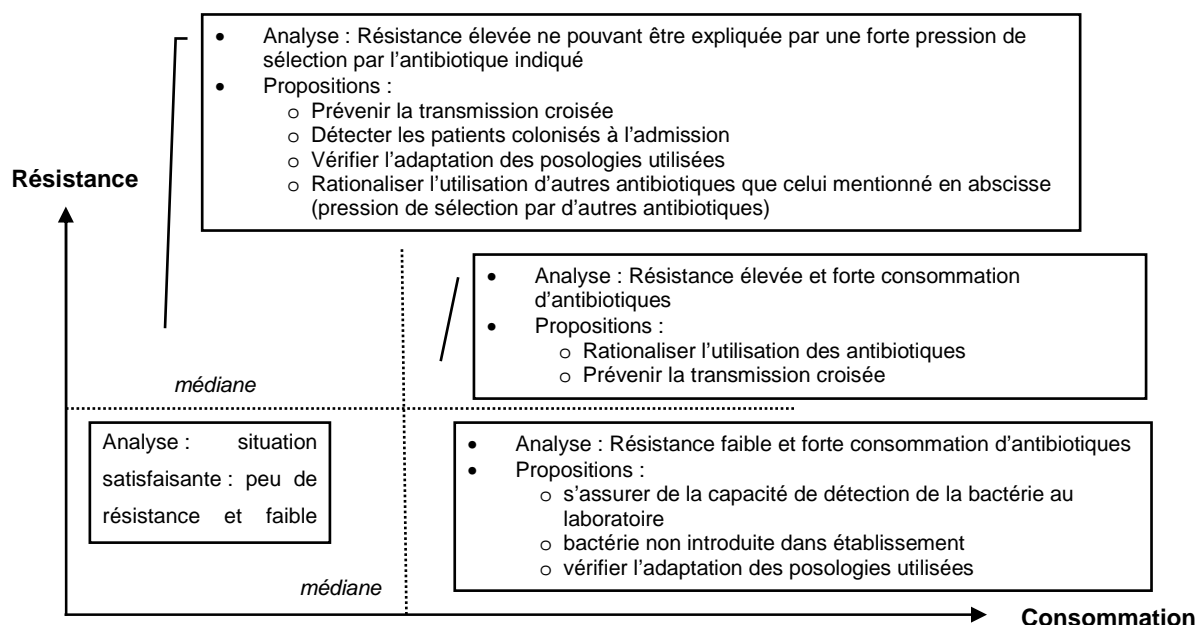 • Analyse : Résistance élevée ne pouvant être expliquée par une forte pression de
sélection par l’antibiotique indiqué
• Propositions :
o Prévenir la transmission croisée
o Détecter les patients colonisés à l’admission
o Vérifier l’adaptation des posologies utilisées
o Rationaliser l’utilisation d’autres antibiotiques que celui mentionné en abscisse
(pression de sélection par d’autres antibiotiques)
Résistance
• Analyse : Résistance élevée et forte consommation
d’antibiotiques
• Propositions :
o Rationaliser l’utilisation des antibiotiques
o Prévenir la transmission croisée
médiane
Analyse : situation
satisfaisante : peu de
résistance et faible
• Analyse : Résistance faible et forte consommation d’antibiotiques
• Propositions :
o s’assurer de la capacité de détection de la bactérie au
laboratoire
o bactérie non introduite dans établissement
o vérifier l’adaptation des posologies utilisées
médiane
Consommation